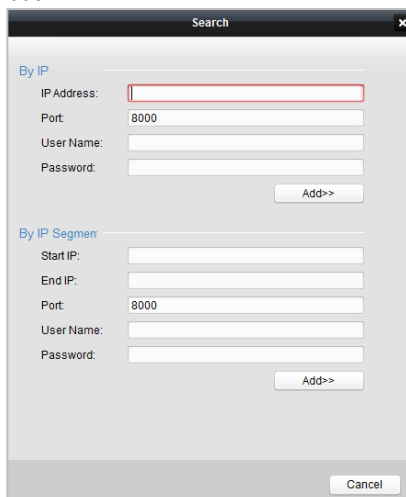 Search
By IP
IP Address:
Port: 8000
User Name:
Password:
Add>>
By IP Segmen
Start IP:
End IP:
Port: 8000
User Name:
Password:
Add>>
Cancel